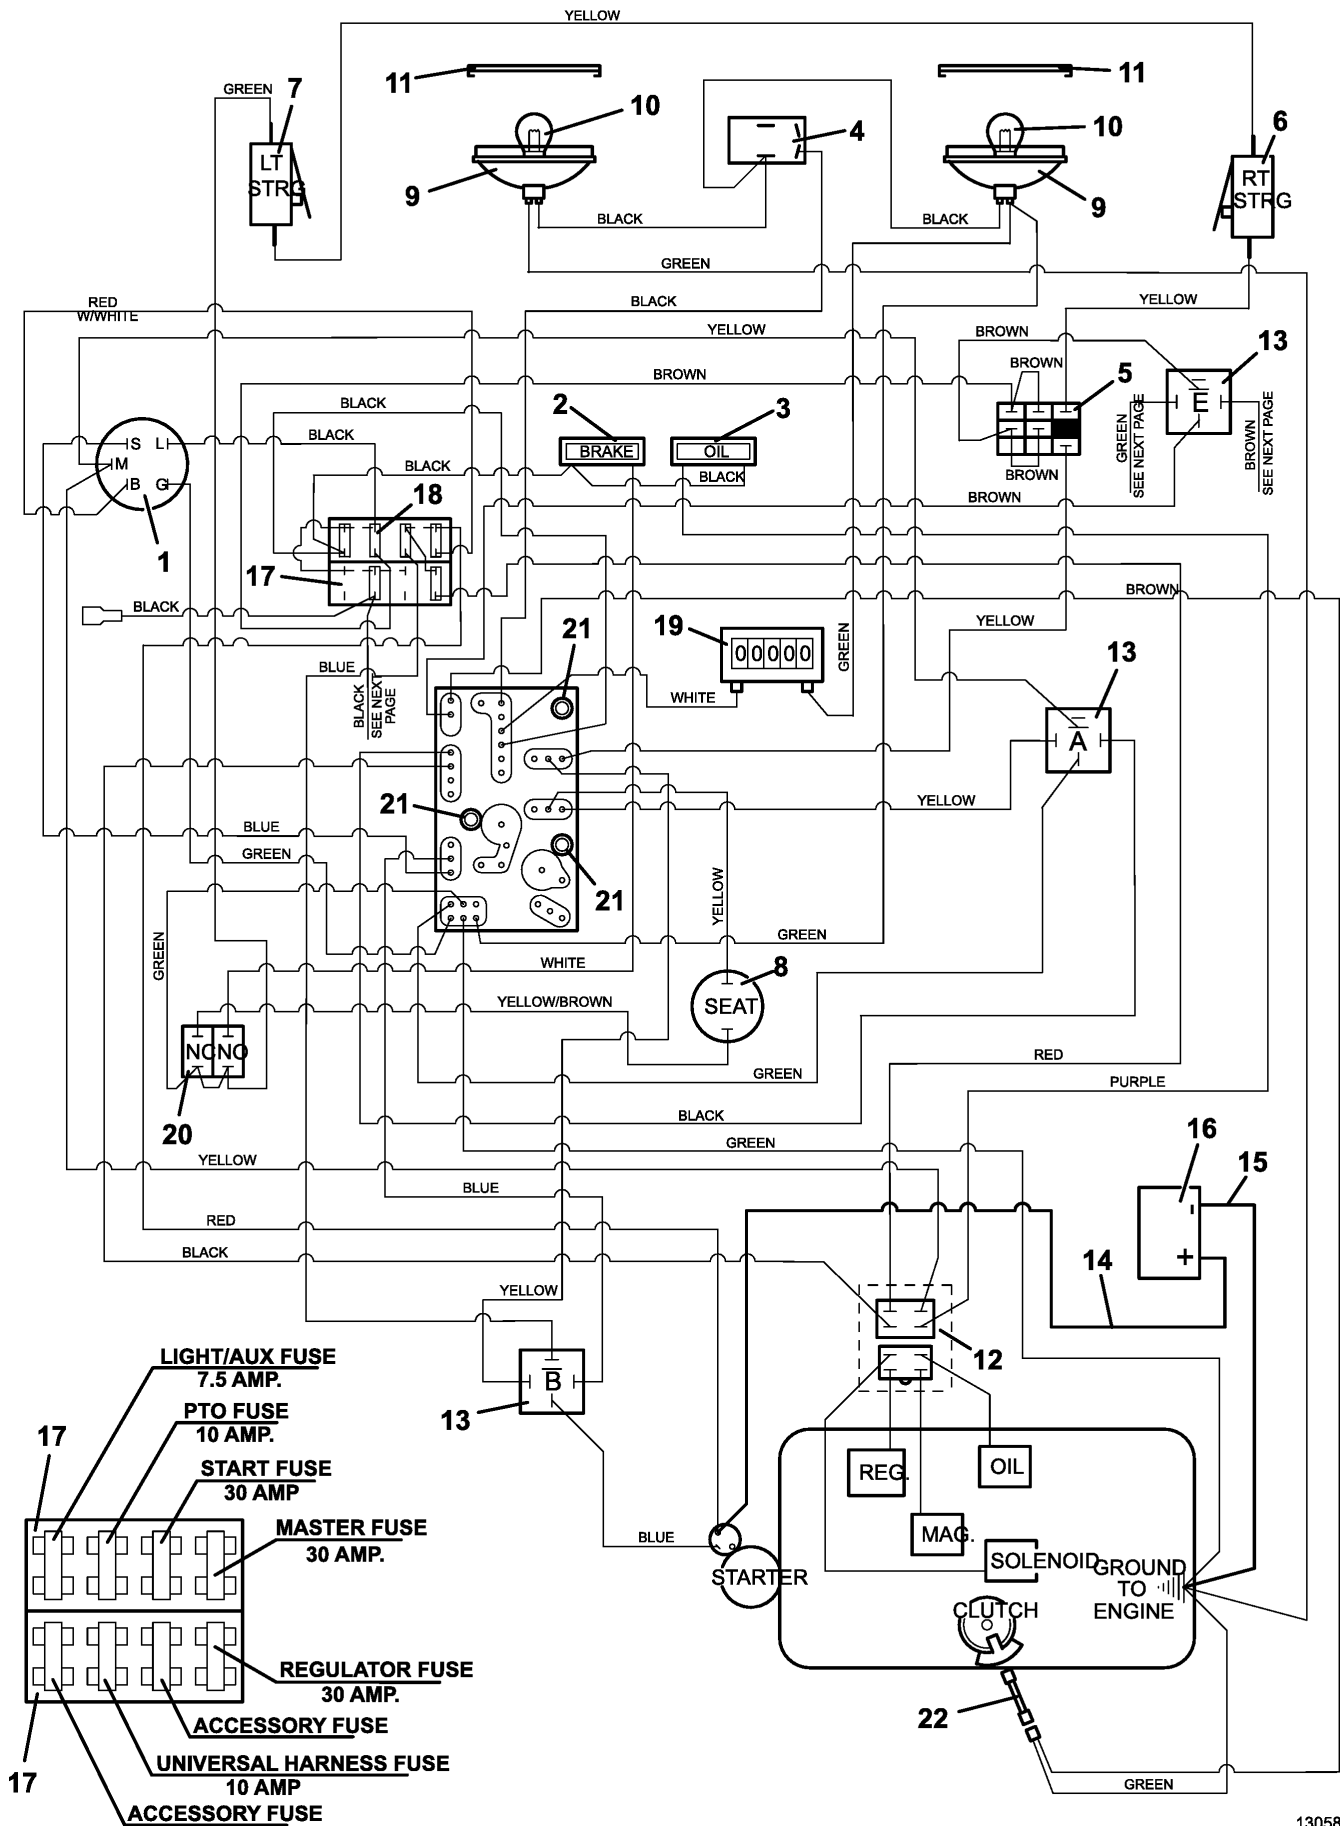 YELLOW
11
11
7
GREEN
10
10
4
6
LT
STRG
RT
STRG
9
9
BLACK
BLACK
GREEN
RED
W/WHITE
BLACK
YELLOW
YELLOW
BROWN
13
BROWN
BROWN
5
BLACK
2
3
E
BLACK
BRAKE
OIL
S L
M
B G
BLACK
BLACK
BROWN
GREEN
SEE NEXT PAGE
BROWN
SEE NEXT PAGE
18
BROWN
1
17
BLACK
BROWN
21
19
00000
GREEN
YELLOW
BLUE
BLACK
SEE NEXT
PAGE
WHITE
13
A
21
YELLOW
BLUE
GREEN
21
YELLOW
GREEN
GREEN
WHITE
8
YELLOW/BROWN
SEAT
NC NO
RED
GREEN
PURPLE
20
BLACK
GREEN
16
YELLOW
15
BLUE
RED
BLACK
14
YELLOW
12
LIGHT/AUX FUSE
7.5 AMP.
B
13
PTO FUSE
10 AMP.
17
START FUSE
30 AMP
REG.
OIL
MASTER FUSE
30 AMP.
BLUE
MAG.
SOLENOID
STARTER
GROUND
TO
ENGINE
CLUTCH
REGULATOR FUSE
30 AMP.
22
ACCESSORY FUSE
UNIVERSAL HARNESS FUSE
10 AMP
17
GREEN
ACCESSORY FUSE
13058